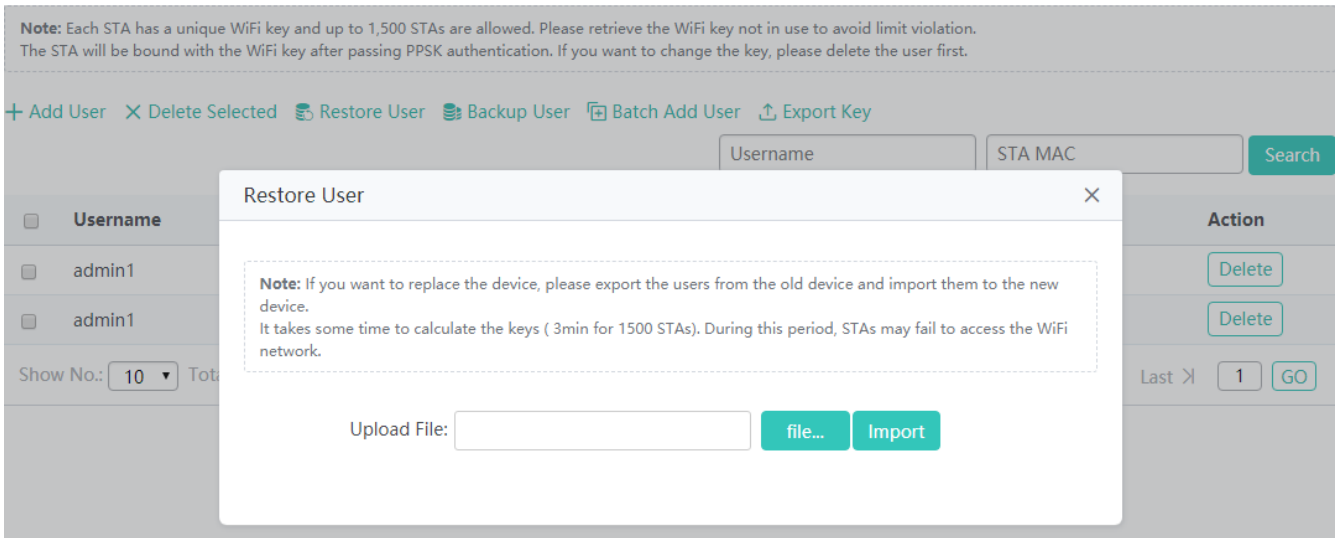 Note: Each STA has a unique WiFi key and up to 1,500 STAs are allowed. Please retrieve the WiFi key not in use to avoid limit violation.
The STA will be bound with the WiFi key after passing PPSK authentication. If you want to change the key, please delete the user first.
Add User Delete Selected Restore User Backup User Batch Add User Export Key
Username STA MAC Search
Restore User
Username Action
admin1 Delete
Note: If you want to replace the device, please export the users from the old device and import them to the new
device.
It takes some time to calculate the keys ( 3min for 1500 STAs). During this period, STAs may fail to access the WiFi
network.
admin1 Delete
Show No.: 10 Last 1 GO
Upload File: file... Import